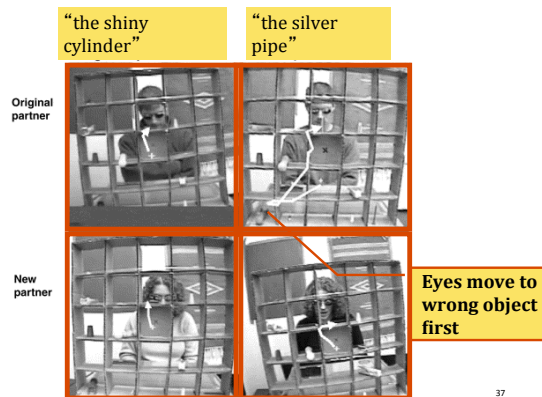 “the shiny
cylinder”
“the silver
pipe”
Original
partner
New
partner
Eyes move to
wrong object
first
37